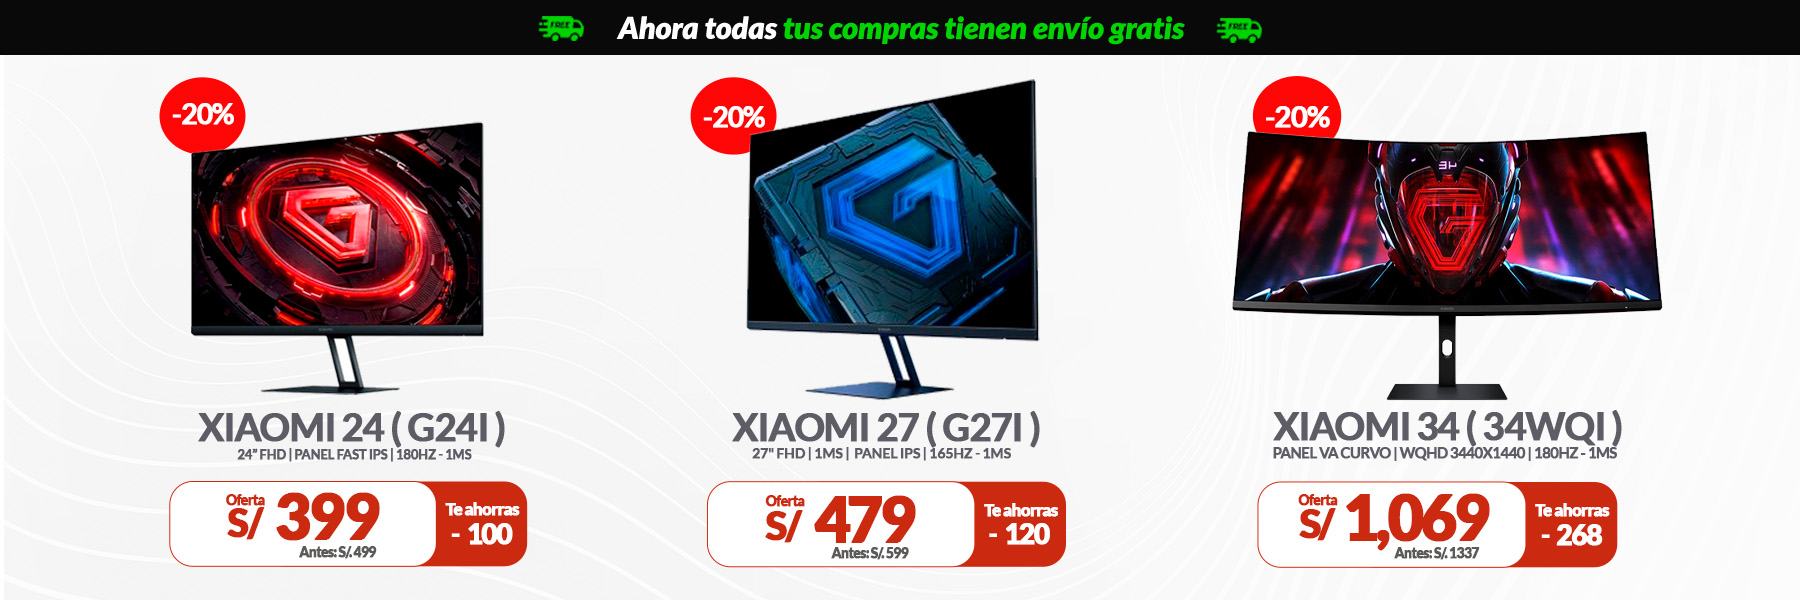 FREE Ahora todas tus compras tienen envío gratis FREE
-20%
XIAOMI 24 ( G24I )
24” FHD | PANEL FAST IPS | 180HZ - 1MS
Oferta
S/ 399
Antes: S/. 499
Te ahorras
- 100
-20%
XIAOMI 27 ( G27I )
27" FHD | 1MS | PANEL IPS | 165HZ - 1MS
Oferta
S/ 479
Antes: S/. 599
Te ahorras
- 120
-20%
XIAOMI 34 ( 34WQI )
PANEL VA CURVO | WQHD 3440X1440 | 180HZ - 1MS
Oferta
S/ 1,069
Antes: S/. 1337
Te ahorras
- 268